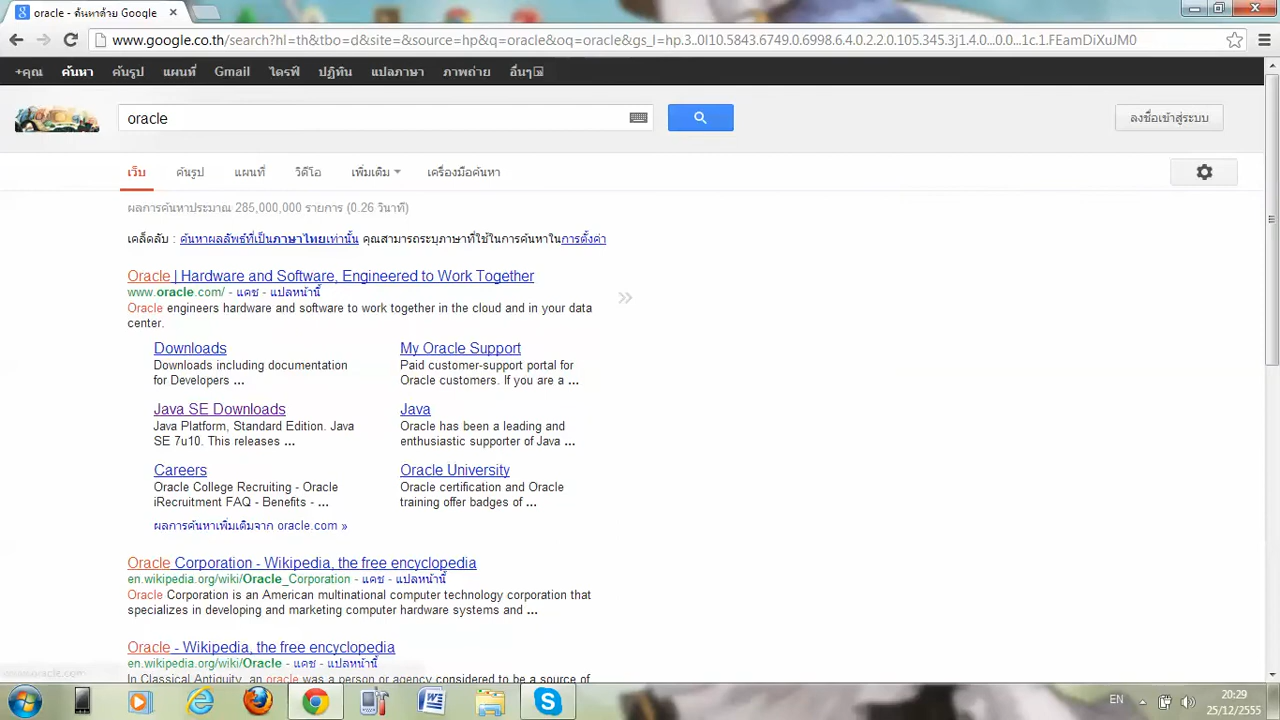 oracle - ค้นหาด้วย Google
www.google.co.th/search?hl=th&tbo=d&site=&source=hp&q=oracle&oq=oracle&gs_l=hp.3..0l10.5843.6749.0.6998.6.4.0.2.2.0.105.345.3j1.4.0...0.0...1c.1.FEamDiXuJM0
+คุณ ค้นหา ค้นรูป แผนที่ Gmail ไดรฟ์ ปฏิทิน แปลภาษา ภาพถ่าย อื่นๆ
oracle
ลงชื่อเข้าสู่ระบบ
เว็บ ค้นรูป แผนที่ วิดีโอ เพิ่มเติม เครื่องมือค้นหา
ผลการค้นหาประมาณ 285,000,000 รายการ (0.26 วินาที)
เคล็ดลับ : ค้นหาผลลัพธ์ที่เป็นภาษาไทยเท่านั้น คุณสามารถระบุภาษาที่ใช้ในการค้นหาในการตั้งค่า
Oracle | Hardware and Software, Engineered to Work Together
www.oracle.com/ - แคช - แปลหน้านี้
Oracle engineers hardware and software to work together in the cloud and in your data
center.
Downloads
Downloads including documentation
for Developers ...
My Oracle Support
Paid customer-support portal for
Oracle customers. If you are a ...
Java SE Downloads
Java Platform, Standard Edition. Java
SE 7u10. This releases ...
Java
Oracle has been a leading and
enthusiastic supporter of Java ...
Careers
Oracle College Recruiting - Oracle
iRecruitment FAQ - Benefits - ...
Oracle University
Oracle certification and Oracle
training offer badges of ...
ผลการค้นหาเพิ่มเติมจาก oracle.com »
Oracle Corporation - Wikipedia, the free encyclopedia
en.wikipedia.org/wiki/Oracle_Corporation - แคช - แปลหน้านี้
Oracle Corporation is an American multinational computer technology corporation that
specializes in developing and marketing computer hardware systems and ...
Oracle - Wikipedia, the free encyclopedia
en.wikipedia.org/wiki/Oracle - แคช - แปลหน้านี้
In Classical Antiquity, an oracle was a person or agency considered to be a source of
EN
20:29
25/12/2555